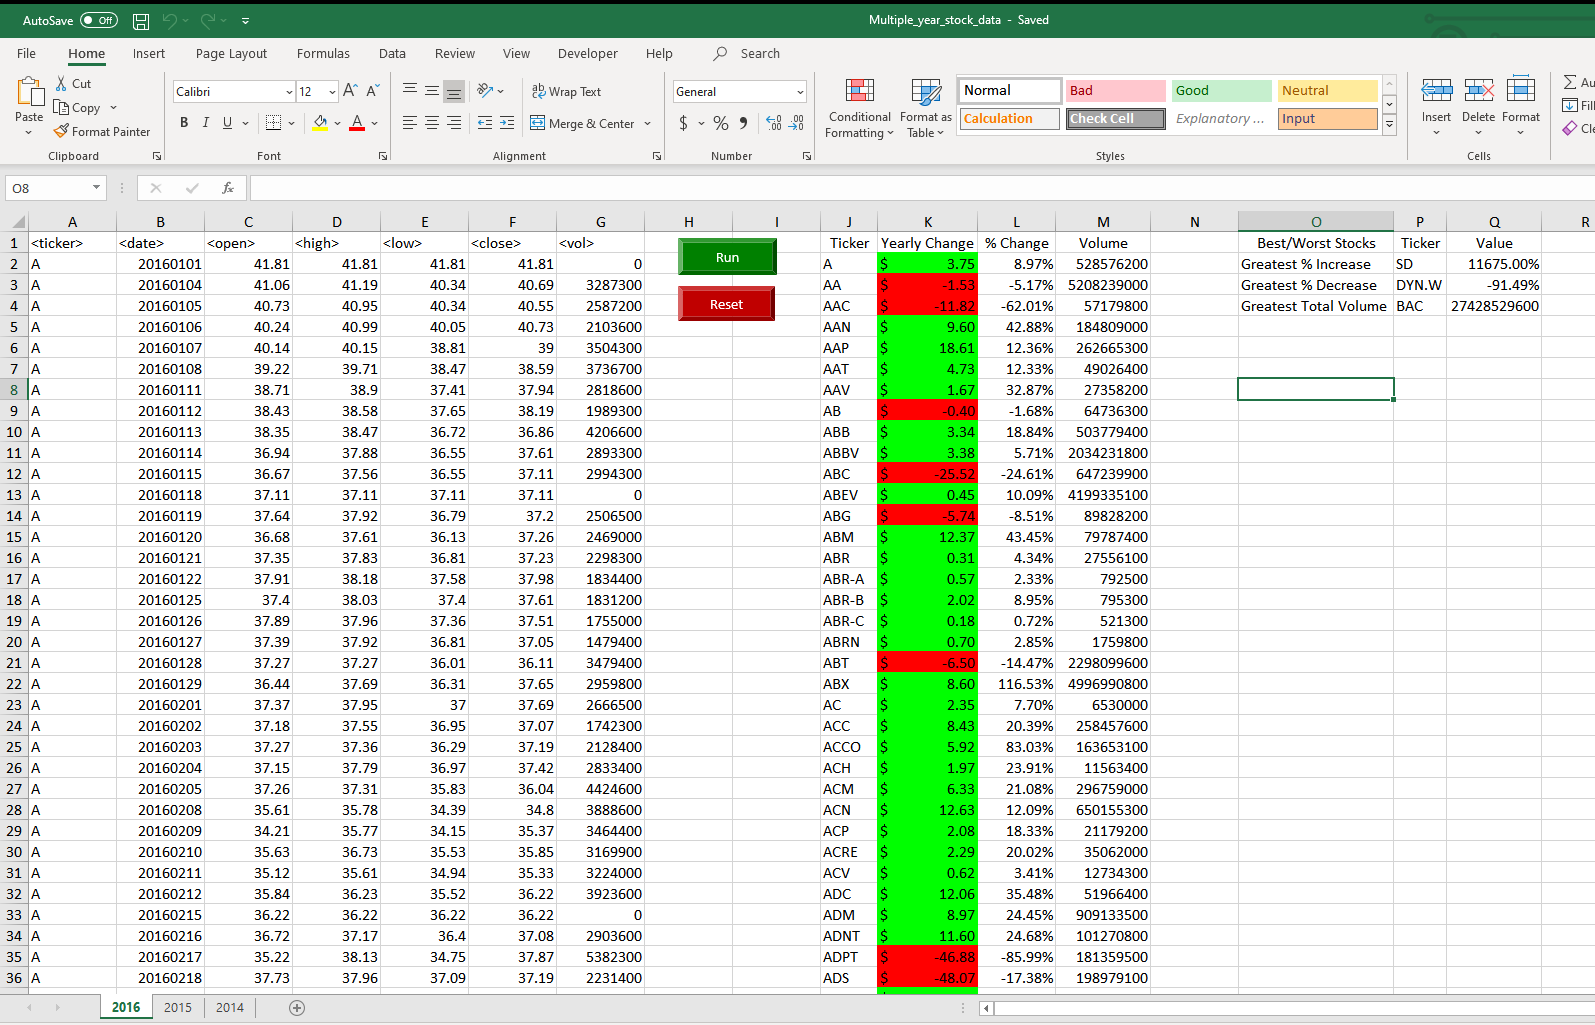 AutoSave Off Multiple_year_stock_data - Saved
File Home Insert Page Layout Formulas Data Review View Developer Help Search
Paste Cut Copy Format Painter Clipboard
Calibri 12 A A B I U A Font
Wrap Text Merge & Center Alignment
General $ % Number
Conditional Formatting Format as Table
Normal Bad Good Neutral
Calculation Check Cell Explanatory ... Input
Styles
Insert Delete Format Cells
O8 fx
A B C D E F G H I J K L M N O P Q R
1 <ticker> <date> <open> <high> <low> <close> <vol> Ticker Yearly Change % Change Volume Best/Worst Stocks Ticker Value
2 A 20160101 41.81 41.81 41.81 41.81 0 Run A $ 3.75 8.97% 528576200 Greatest % Increase SD 11675.00%
3 A 20160104 41.06 41.19 40.34 40.69 3287300 AA $ -1.53 -5.17% 5208239000 Greatest % Decrease DYN.W -91.49%
4 A 20160105 40.73 40.95 40.34 40.55 2587200 Reset AAC $ -11.82 -62.01% 57179800 Greatest Total Volume BAC 27428529600
5 A 20160106 40.24 40.99 40.05 40.73 2103600 AAN $ 9.60 42.88% 184809000
6 A 20160107 40.14 40.15 38.81 39 3504300 AAP $ 18.61 12.36% 262665300
7 A 20160108 39.22 39.71 38.47 38.59 3736700 AAT $ 4.73 12.33% 49026400
8 A 20160111 38.71 38.9 37.41 37.94 2818600 AAV $ 1.67 32.87% 27358200
9 A 20160112 38.43 38.58 37.65 38.19 1989300 AB $ -0.40 -1.68% 64736300
10 A 20160113 38.35 38.47 36.72 36.86 4206600 ABB $ 3.34 18.84% 503779400
11 A 20160114 36.94 37.88 36.55 37.61 2893300 ABBV $ 3.38 5.71% 2034231800
12 A 20160115 36.67 37.56 36.55 37.11 2994300 ABC $ -25.52 -24.61% 647239900
13 A 20160118 37.11 37.11 37.11 37.11 0 ABEV $ 0.45 10.09% 4199335100
14 A 20160119 37.64 37.92 36.79 37.2 2506500 ABG $ -5.74 -8.51% 89828200
15 A 20160120 36.68 37.61 36.13 37.26 2469000 ABM $ 12.37 43.45% 79787400
16 A 20160121 37.35 37.83 36.81 37.23 2298300 ABR $ 0.31 4.34% 27556100
17 A 20160122 37.91 38.18 37.58 37.98 1834400 ABR-A $ 0.57 2.33% 792500
18 A 20160125 37.4 38.03 37.4 37.61 1831200 ABR-B $ 2.02 8.95% 795300
19 A 20160126 37.89 37.96 37.36 37.51 1755000 ABR-C $ 0.18 0.72% 521300
20 A 20160127 37.39 37.92 36.81 37.05 1479400 ABRN $ 0.70 2.85% 1759800
21 A 20160128 37.27 37.27 36.01 36.11 3479400 ABT $ -6.50 -14.47% 2298099600
22 A 20160129 36.44 37.69 36.31 37.65 2959800 ABX $ 8.60 116.53% 4996990800
23 A 20160201 37.37 37.95 37 37.69 2666500 AC $ 2.35 7.70% 6530000
24 A 20160202 37.18 37.55 36.95 37.07 1742300 ACC $ 8.43 20.39% 258457600
25 A 20160203 37.27 37.36 36.29 37.19 2128400 ACCO $ 5.92 83.03% 163653100
26 A 20160204 37.15 37.79 36.97 37.42 2833400 ACH $ 1.97 23.91% 11563400
27 A 20160205 37.26 37.31 35.83 36.04 4424600 ACM $ 6.33 21.08% 296759000
28 A 20160208 35.61 35.78 34.39 34.8 3888600 ACN $ 12.63 12.09% 650155300
29 A 20160209 34.21 35.77 34.15 35.37 3464400 ACP $ 2.08 18.33% 21179200
30 A 20160210 35.63 36.73 35.53 35.85 3169900 ACRE $ 2.29 20.02% 35062000
31 A 20160211 35.12 35.61 34.94 35.33 3224000 ACV $ 0.62 3.41% 12734300
32 A 20160212 35.84 36.23 35.52 36.22 3923600 ADC $ 12.06 35.48% 51966400
33 A 20160215 36.22 36.22 36.22 36.22 0 ADM $ 8.97 24.45% 909133500
34 A 20160216 36.72 37.17 36.4 37.08 2903600 ADNT $ 11.60 24.68% 101270800
35 A 20160217 35.22 38.13 34.75 37.87 5382300 ADPT $ -46.88 -85.99% 181359500
36 A 20160218 37.73 37.96 37.09 37.19 2231400 ADS $ -48.07 -17.38% 198979100
2016 2015 2014